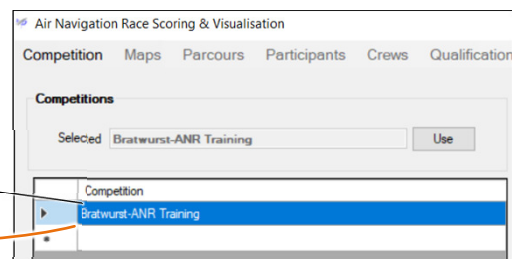 Air Navigation Race Scoring & Visualisation
Competition Maps Parcours Participants Crews Qualification
Competitions
Selected Bratwurst-ANR Training Use
Competition
Bratwurst-ANR Training